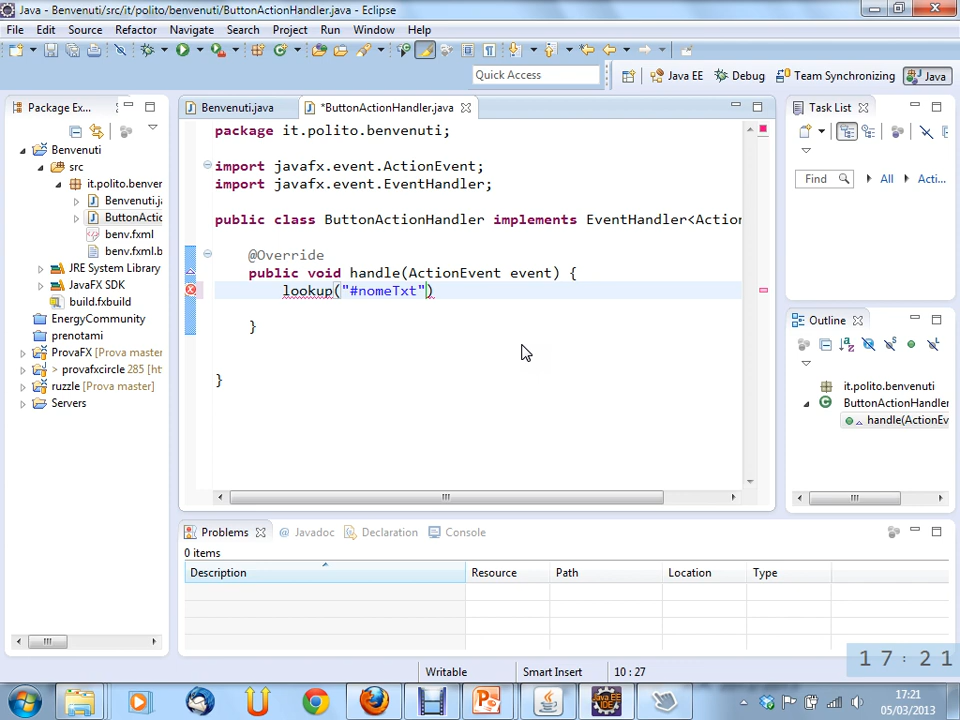 Java - Benvenuti/src/it/polito/benvenuti/ButtonActionHandler.java - Eclipse
File Edit Source Refactor Navigate Search Project Run Window Help
Quick Access
Java EE Debug Team Synchronizing Java
Package Ex...
Benvenuti
src
it.polito.benver
Benvenuti.ja
ButtonActic
benv.fxml
benv.fxml.b
JRE System Library
JavaFX SDK
build.fxbuild
EnergyCommunity
prenotami
ProvaFX [Prova master
> provafxcircle 285 [ht
ruzzle [Prova master]
Servers
Benvenuti.java *ButtonActionHandler.java
package it.polito.benvenuti;
import javafx.event.ActionEvent;
import javafx.event.EventHandler;
public class ButtonActionHandler implements EventHandler<Action
@Override
public void handle(ActionEvent event) {
lookup("#nomeTxt")
}
}
Task List
Find All Acti...
Outline
it.polito.benvenuti
ButtonActionHandler
handle(ActionEv
Problems @ Javadoc Declaration Console
0 items
Description Resource Path Location Type
17:21
Writable Smart Insert 10 : 27
17:21
05/03/2013